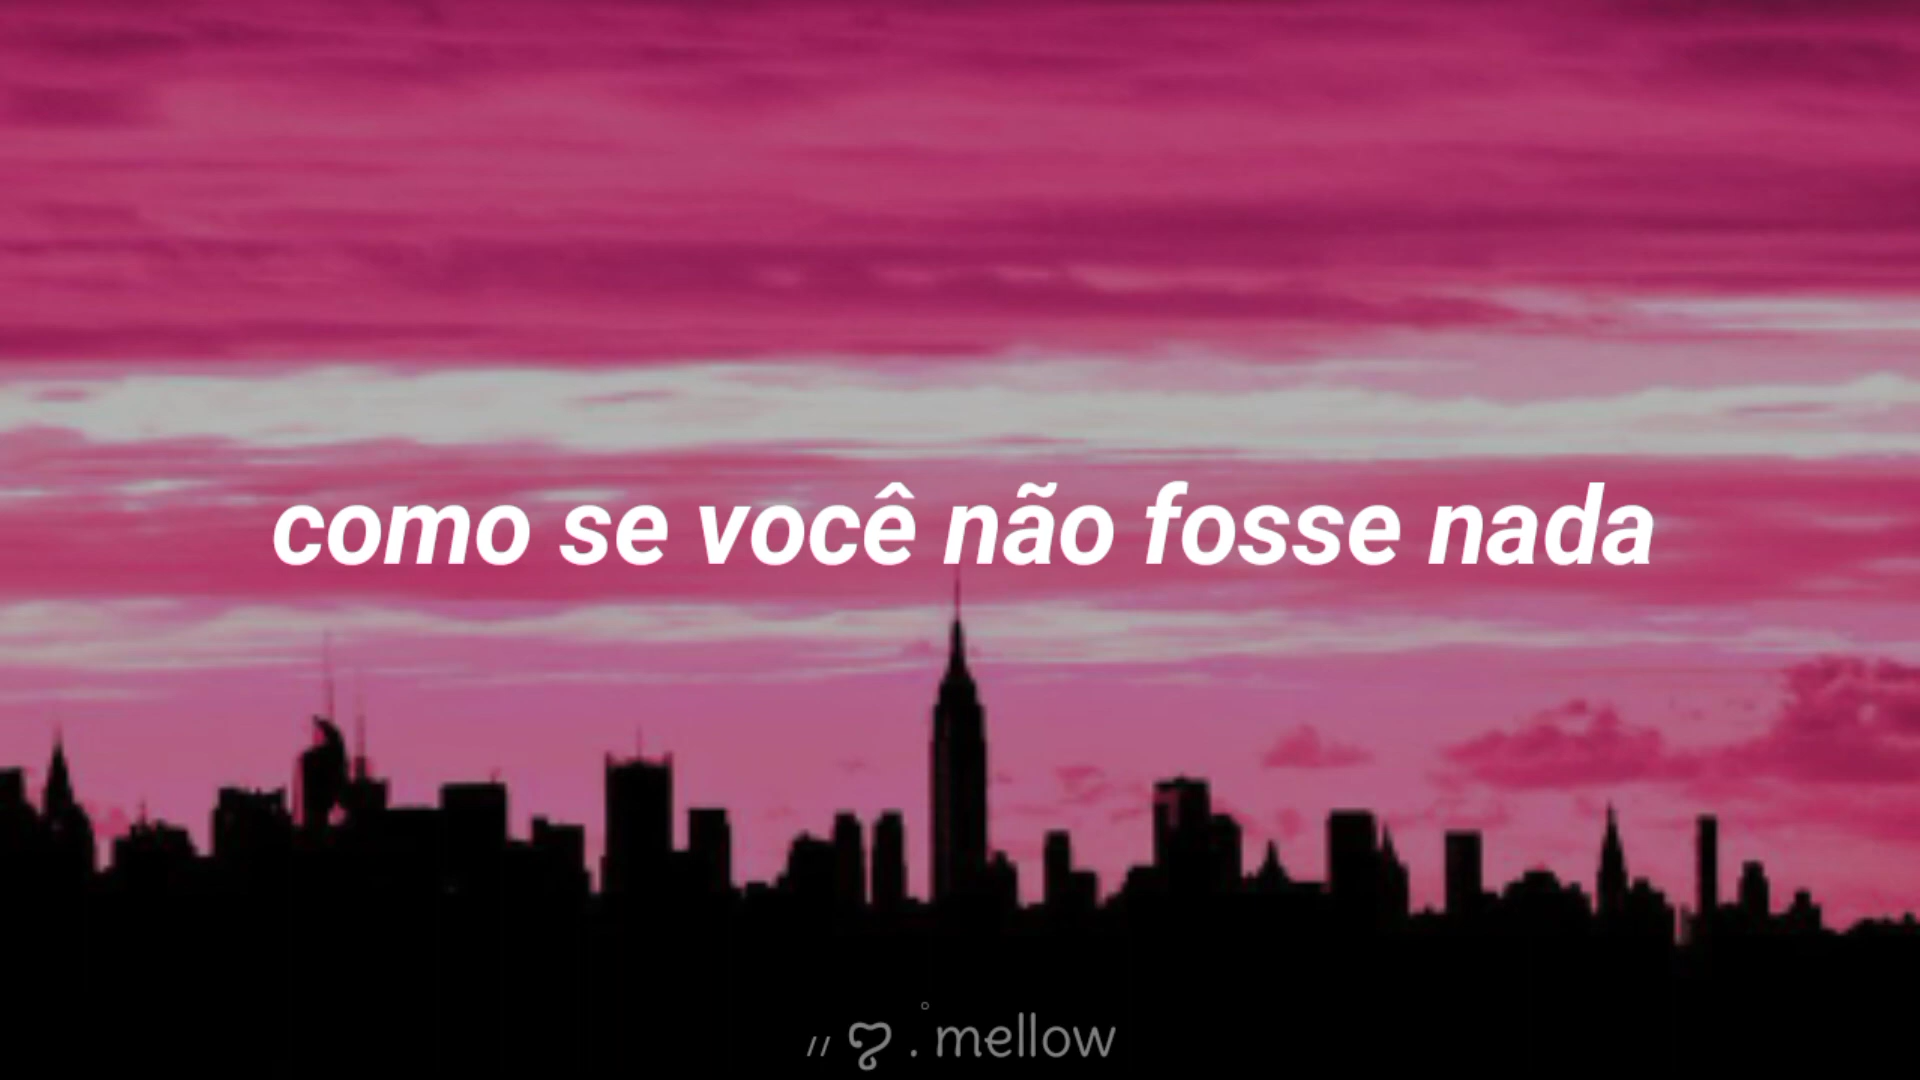 como se você não fosse nada
// ღ . ˚mellow